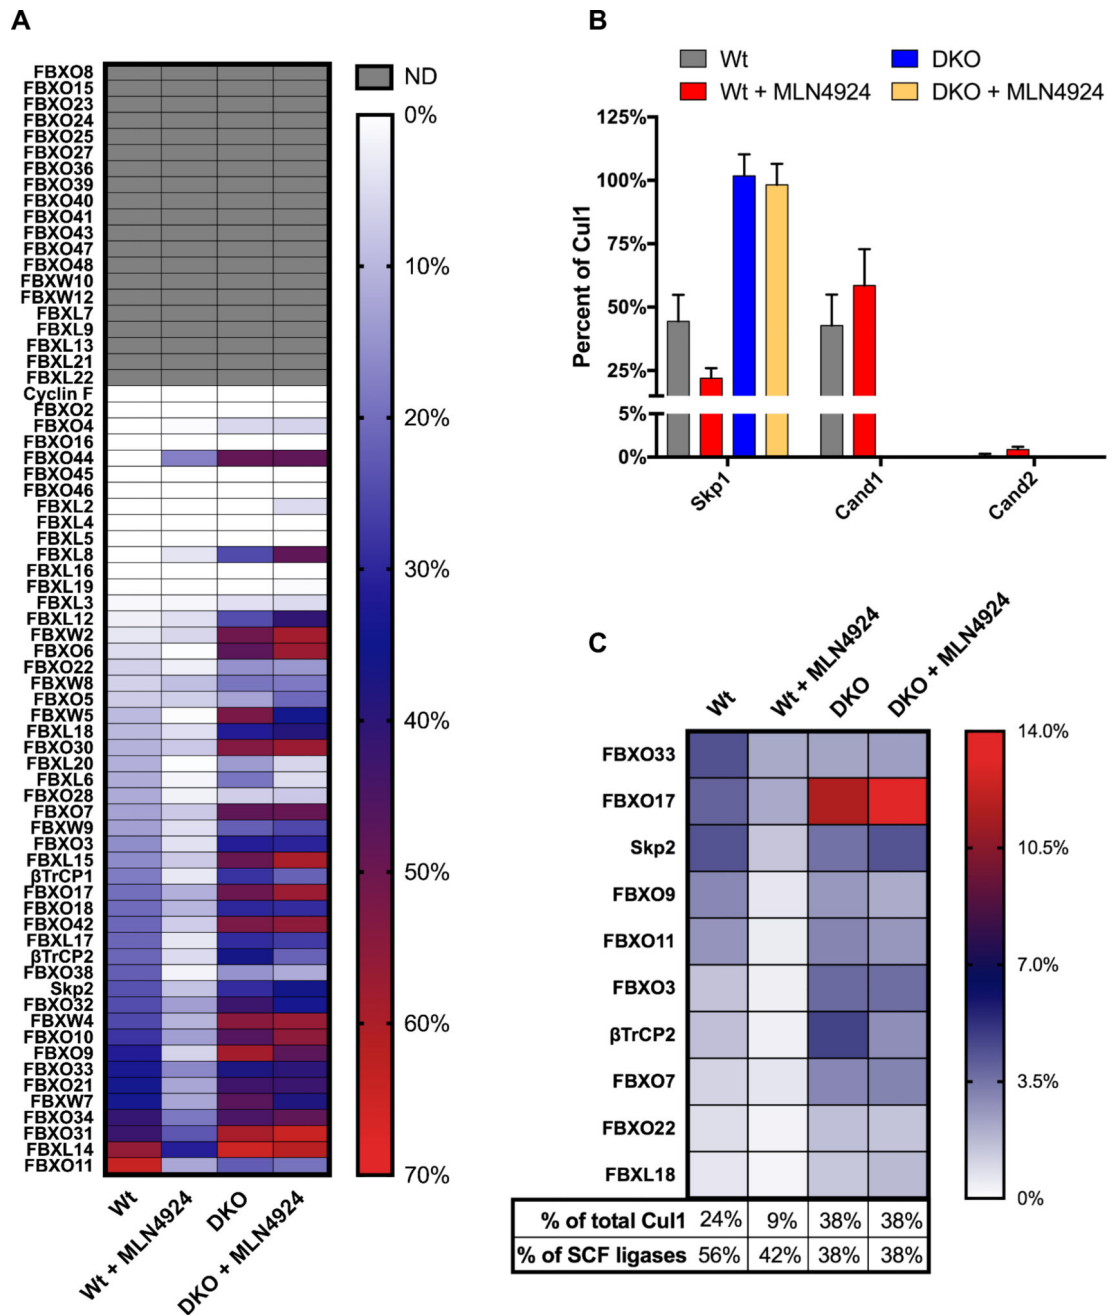 A
FBXO8
FBXO15
FBXO23
FBXO24
FBXO25
FBXO27
FBXO36
FBXO39
FBXO40
FBXO41
FBXO43
FBXO47
FBXO48
FBXW10
FBXW12
FBXL7
FBXL9
FBXL13
FBXL21
FBXL22
Cyclin F
FBXO2
FBXO4
FBXO16
FBXO44
FBXO45
FBXO46
FBXL2
FBXL4
FBXL5
FBXL8
FBXL16
FBXL19
FBXL3
FBXL12
FBXW2
FBXO6
FBXO22
FBXW8
FBXO5
FBXW5
FBXL18
FBXO30
FBXL20
FBXL6
FBXO28
FBXO7
FBXW9
FBXO3
FBXL15
βTrCP1
FBXO17
FBXO18
FBXO42
FBXL17
βTrCP2
FBXO38
Skp2
FBXO32
FBXW4
FBXO10
FBXO9
FBXO33
FBXO21
FBXW7
FBXO34
FBXO31
FBXL14
FBXO11
Wt
Wt + MLN4924
DKO
DKO + MLN4924
ND
0%
10%
20%
30%
40%
50%
60%
70%
B
Wt
DKO
Wt + MLN4924
DKO + MLN4924
Percent of Cul1
125%
100%
75%
50%
25%
5%
0%
Skp1
Cand1
Cand2
C
Wt
Wt + MLN4924
DKO
DKO + MLN4924
FBXO33
FBXO17
Skp2
FBXO9
FBXO11
FBXO3
βTrCP2
FBXO7
FBXO22
FBXL18
14.0%
10.5%
7.0%
3.5%
0%
% of total Cul1 24% 9% 38% 38%
% of SCF ligases 56% 42% 38% 38%